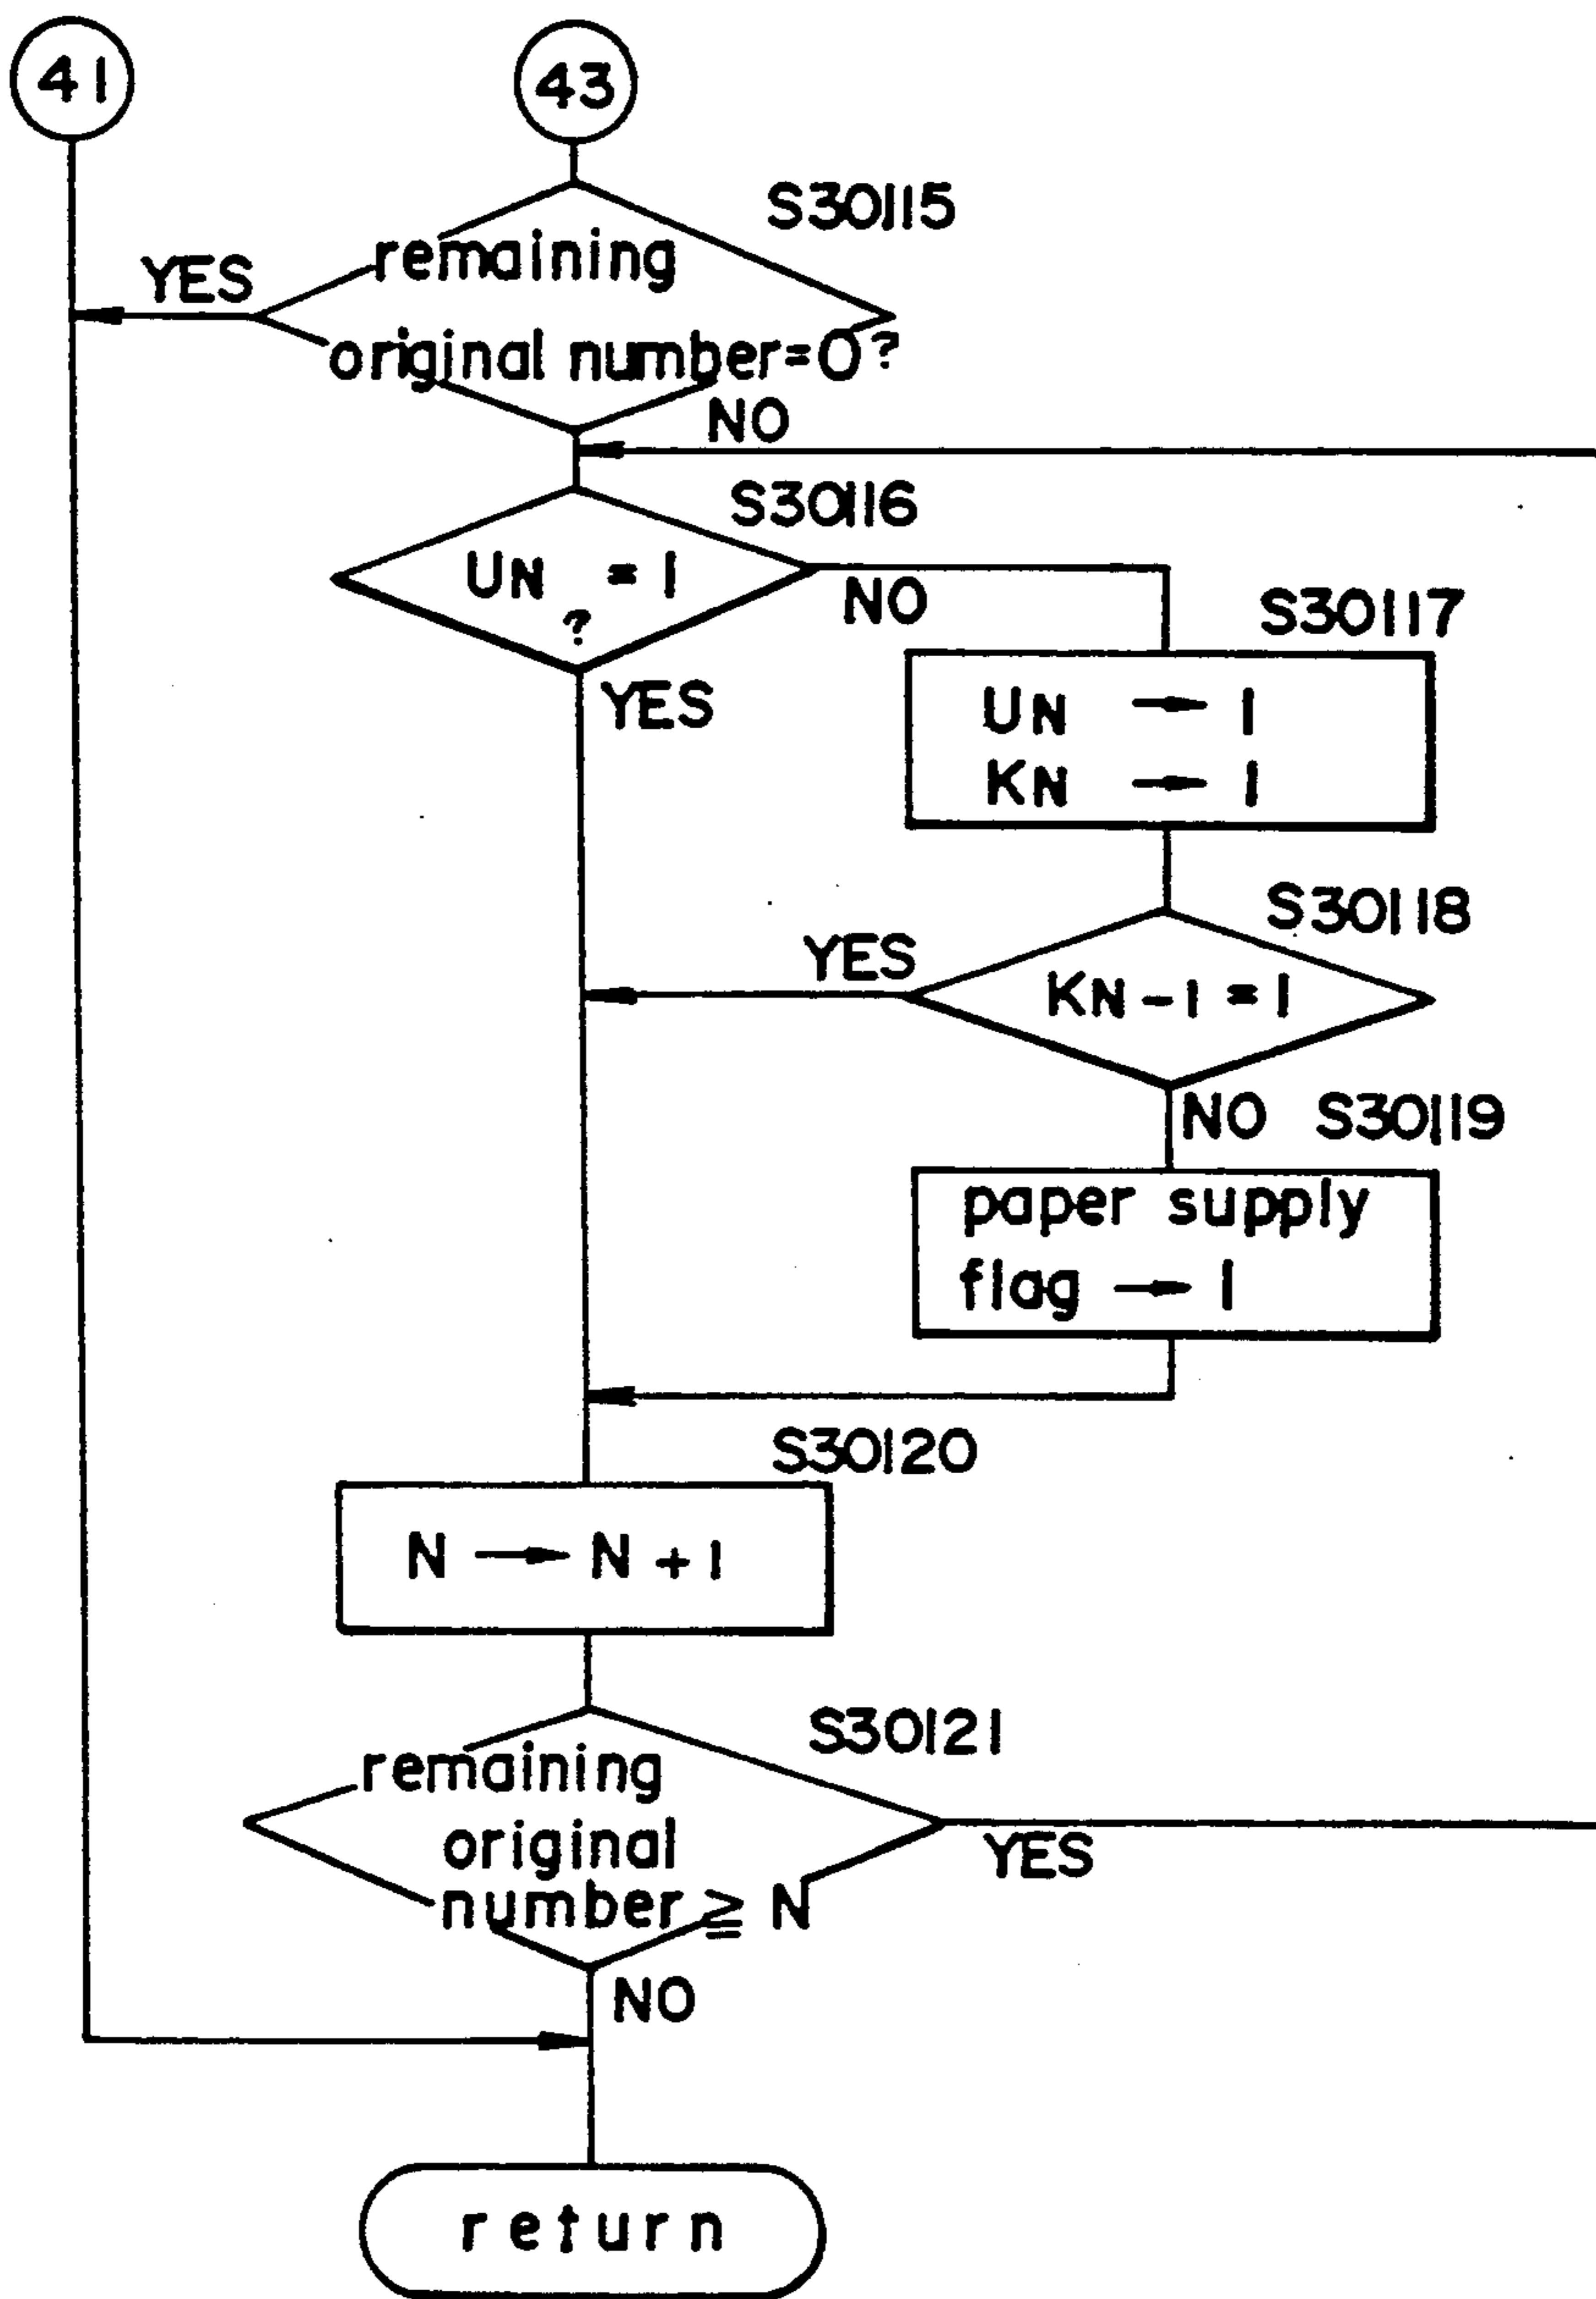 41
43
S30115
remaining
original number=0?
YES
NO
S30116
UN = 1
?
NO
YES
S30117
UN → 1
KN → 1
S30118
KN-1 = 1
YES
NO
S30119
paper supply
flag → 1
S30120
N → N + 1
S30121
remaining
original
number ≧ N
YES
NO
return